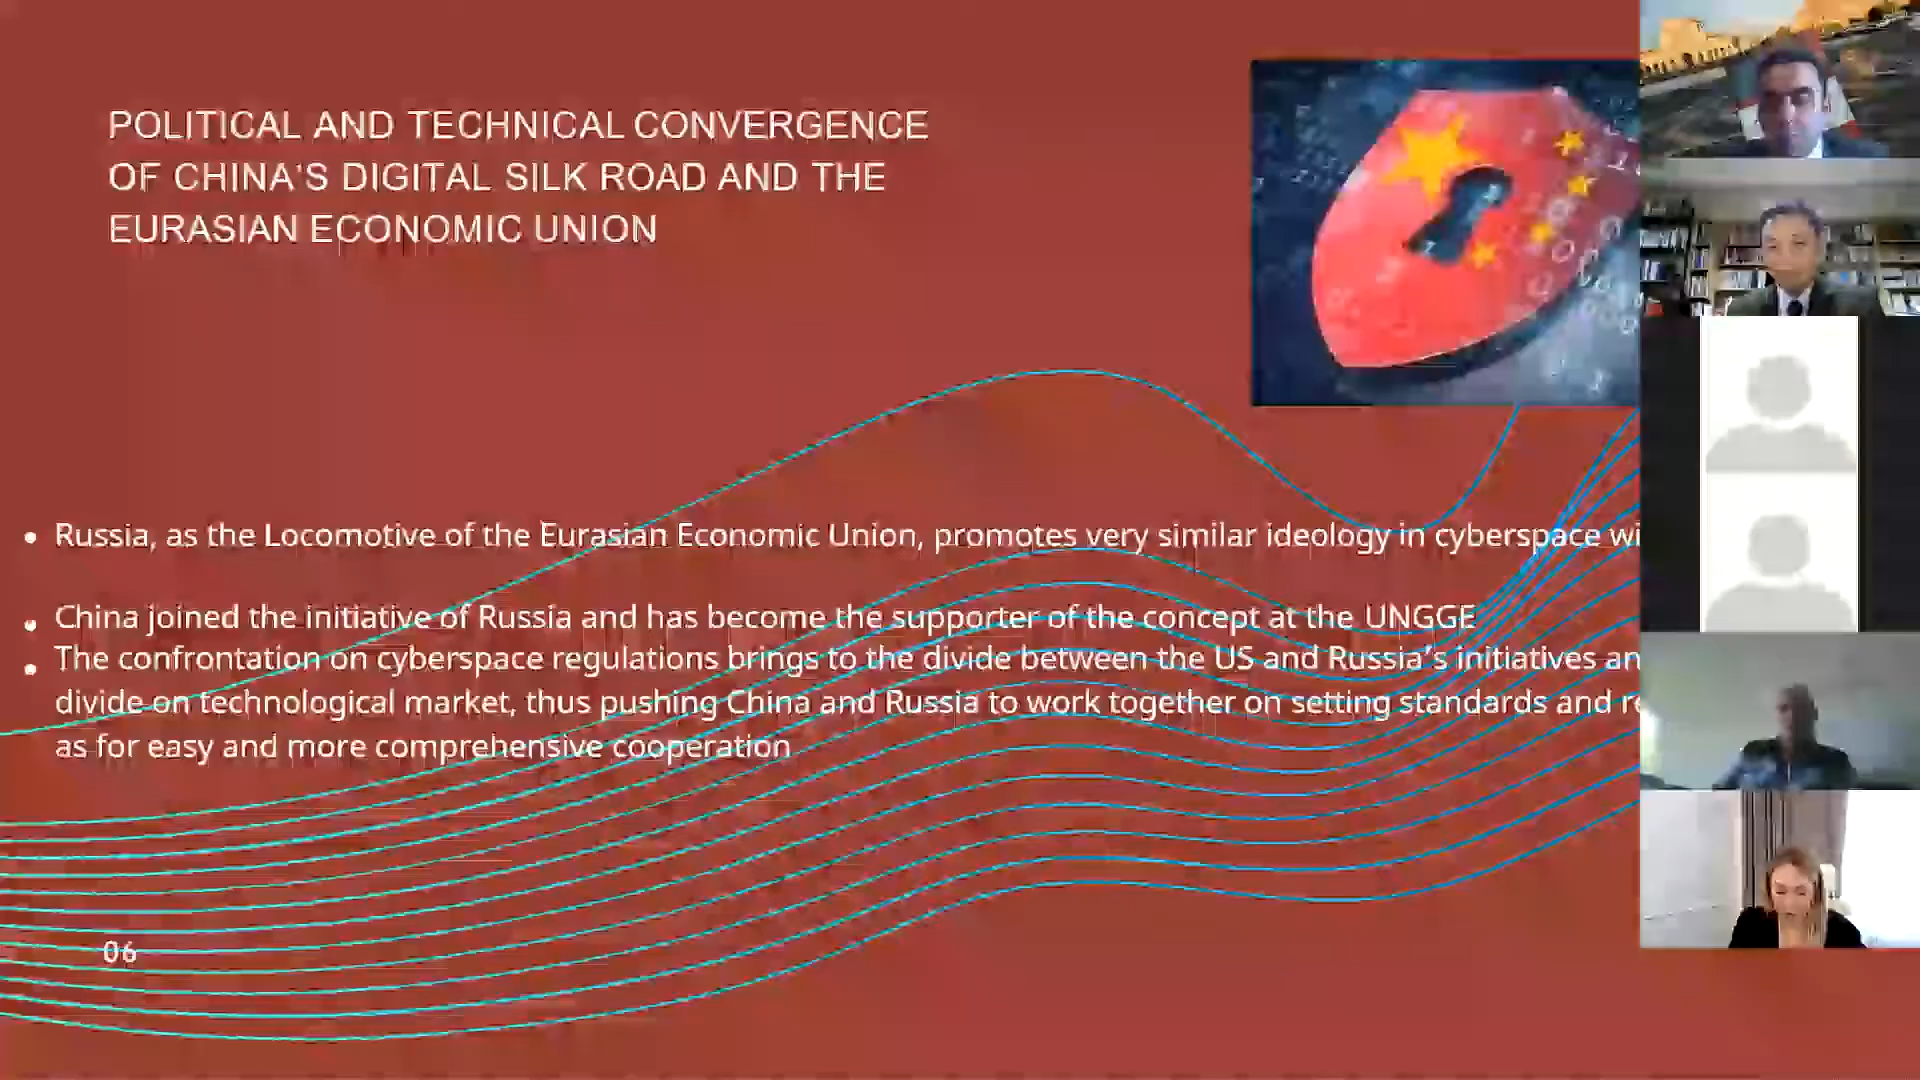 POLITICAL AND TECHNICAL CONVERGENCE
OF CHINA'S DIGITAL SILK ROAD AND THE
EURASIAN ECONOMIC UNION
• Russia, as the Locomotive of the Eurasian Economic Union, promotes very similar ideology in cyberspace
• China joined the initiative of Russia and has become the supporter of the concept at the UNGGE
• The confrontation on cyberspace regulations brings to the divide between the US and Russia's initiatives
divide on technological market, thus pushing China and Russia to work together on setting standards and
as for easy and more comprehensive cooperation
06